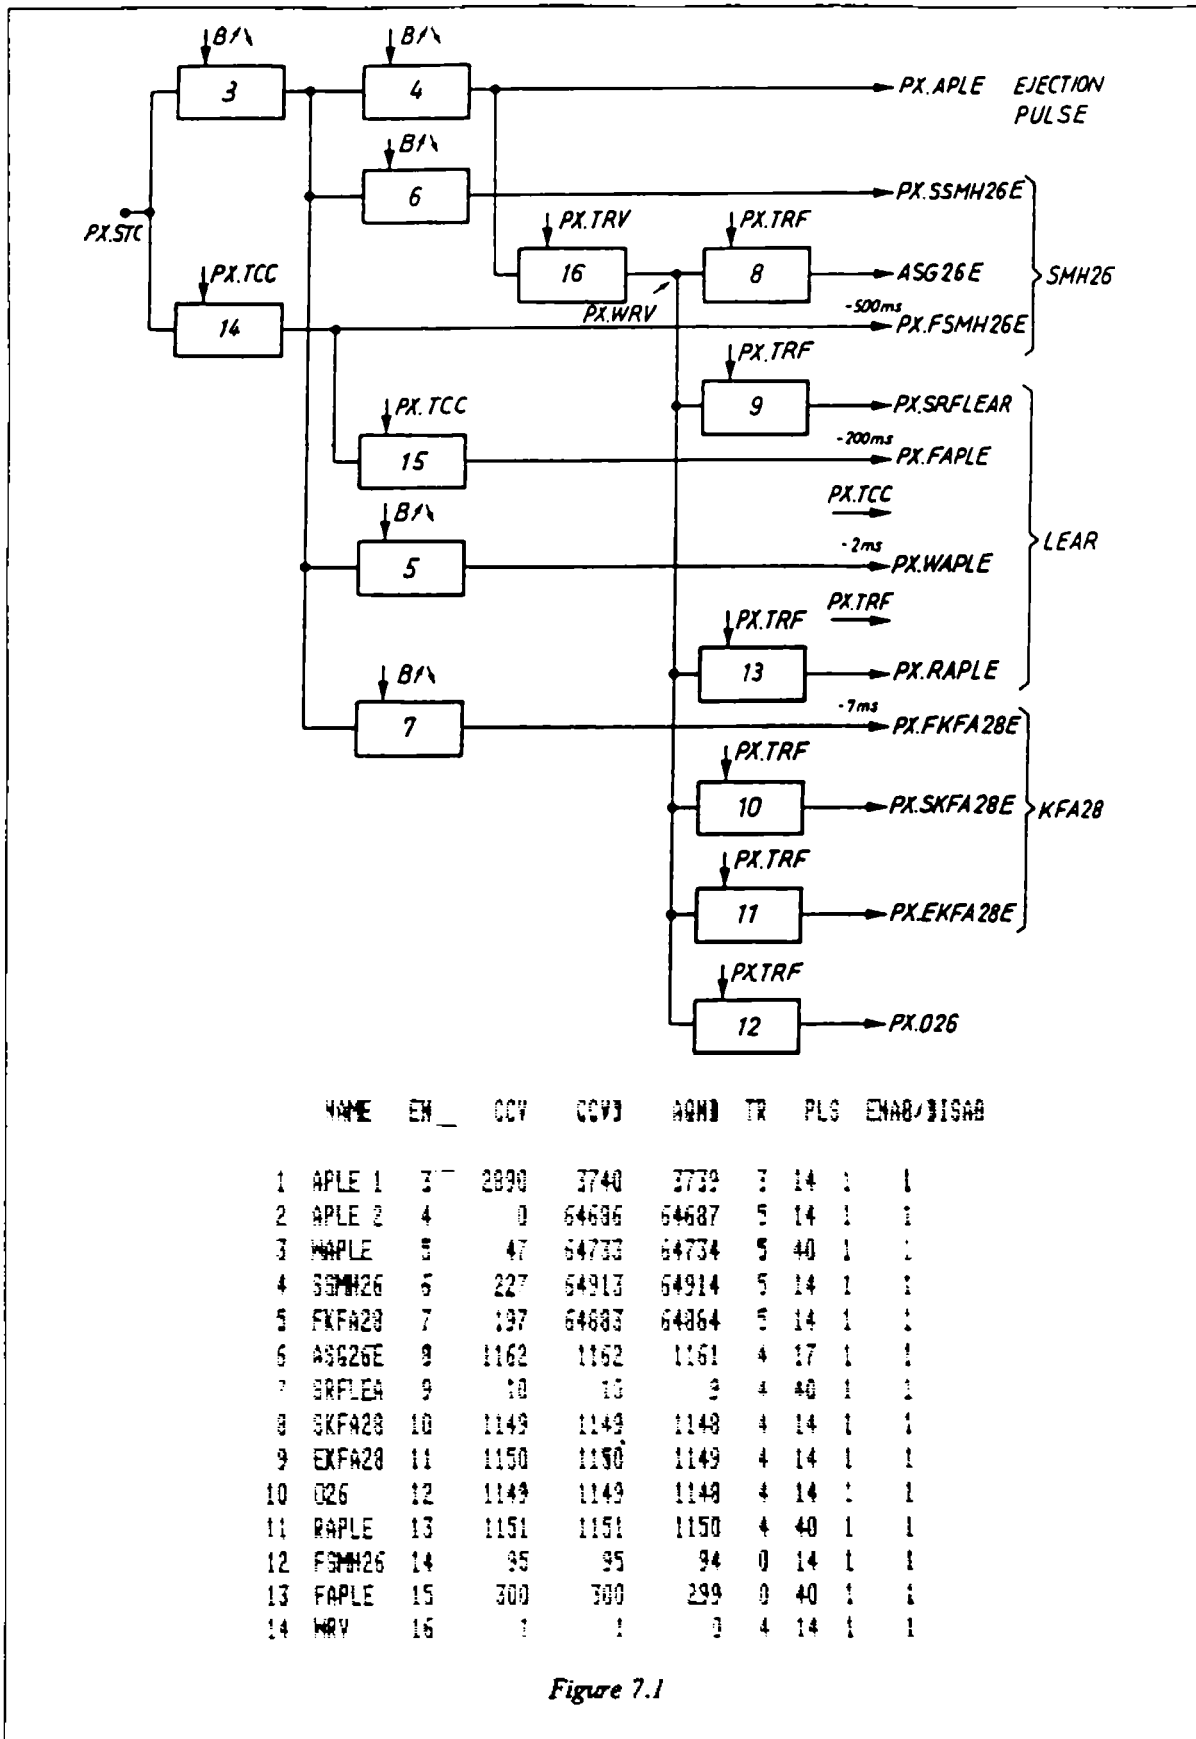 B↑↘
B↑↘
3
4
PX.APLE EJECTION
PULSE
B↑↘
6
PX.SSMH26E
PX.STC
PX.TRV
PX.TRF
PX.TCC
16
8
ASG26E
SMH26
PX.WRV
-500ms
14
PX.FSMH26E
PX.TRF
9
PX.SRFLEAR
PX.TCC
-200ms
15
PX.FAPLE
PX.TCC
LEAR
B↑↘
-2ms
5
PX.WAPLE
PX.TRF
PX.TRF
13
PX.RAPLE
B↑↘
-7ms
7
PX.FKFA28E
PX.TRF
10
PX.SKFA28E
KFA28
PX.TRF
11
PX.EKFA28E
PX.TRF
12
PX.026
NAME EN CCV CCV3 AQN3 TR PLS ENAB/DISAB
1 APLE 1 3 2890 3740 3739 3 14 1 1
2 APLE 2 4 0 64686 64687 5 14 1 1
3 WAPLE 5 47 64733 64734 5 40 1 1
4 SSMH26 6 227 64913 64914 5 14 1 1
5 FKFA28 7 197 64883 64884 5 14 1 1
6 ASG26E 8 1162 1162 1161 4 17 1 1
7 SRFLEA 9 10 10 9 4 40 1 1
8 SKFA28 10 1149 1149 1148 4 14 1 1
9 EKFA28 11 1150 1150 1149 4 14 1 1
10 O26 12 1149 1149 1148 4 14 1 1
11 RAPLE 13 1151 1151 1150 4 40 1 1
12 FSMH26 14 95 95 94 0 14 1 1
13 FAPLE 15 300 300 299 0 40 1 1
14 WRV 16 1 1 0 4 14 1 1
Figure 7.1